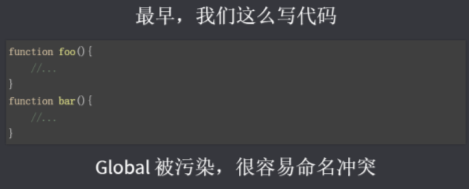 最早，我们这么写代码
function foo(){
    //...
}
function bar(){
    //...
}
Global 被污染，很容易命名冲突